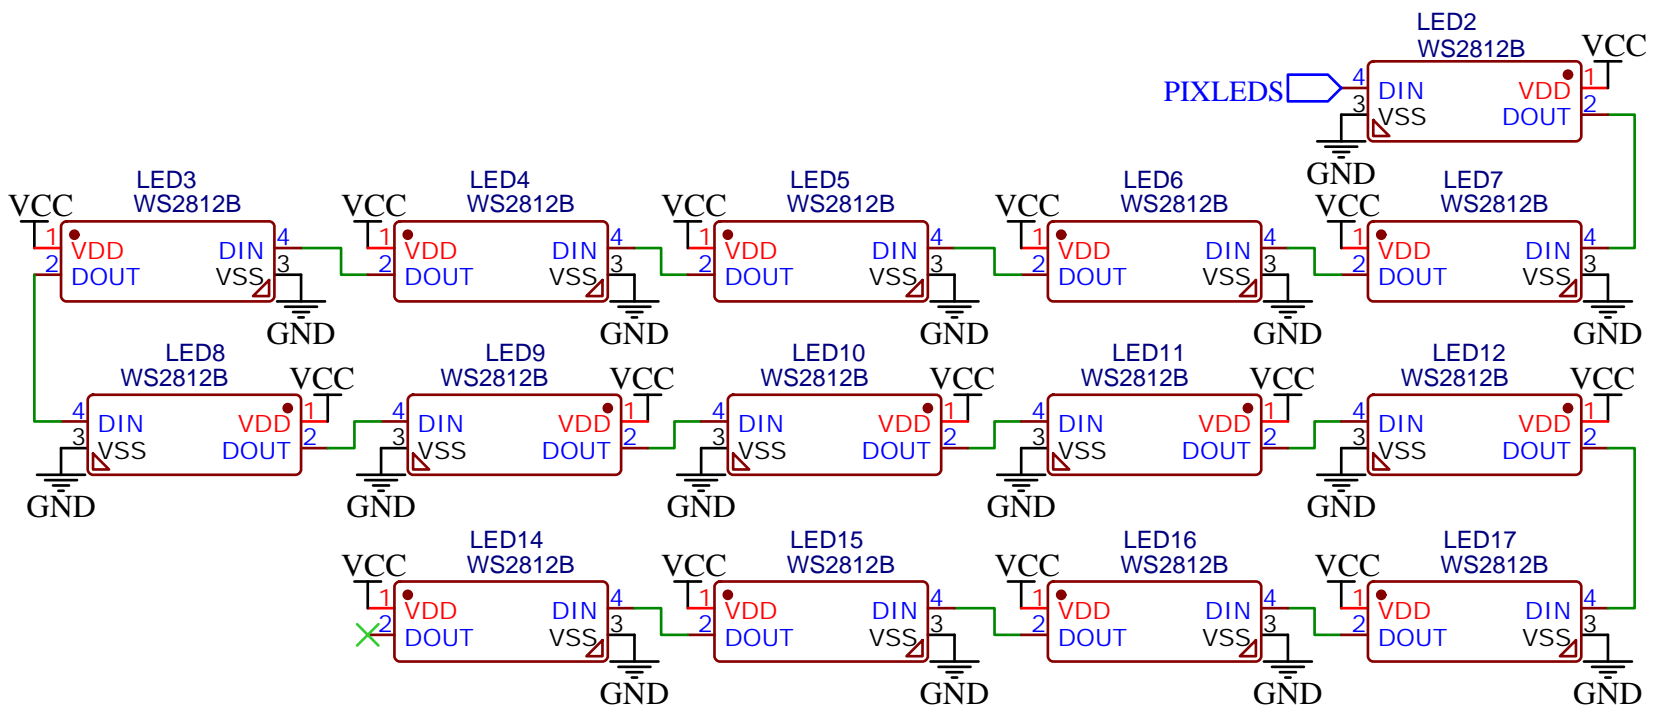 LED2
WS2812B
VCC
PIXLEDS
4 DIN VDD 1
3 VSS DOUT 2
GND
LED3 LED4 LED5 LED6 LED7
WS2812B WS2812B WS2812B WS2812B WS2812B
VCC VCC VCC VCC VCC
1 VDD DIN 4 1 VDD DIN 4 1 VDD DIN 4 1 VDD DIN 4 1 VDD DIN 4
2 DOUT VSS 3 2 DOUT VSS 3 2 DOUT VSS 3 2 DOUT VSS 3 2 DOUT VSS 3
GND GND GND GND GND
LED8 LED9 LED10 LED11 LED12
WS2812B WS2812B WS2812B WS2812B WS2812B
VCC VCC VCC VCC VCC
4 DIN VDD 1 4 DIN VDD 1 4 DIN VDD 1 4 DIN VDD 1 4 DIN VDD 1
3 VSS DOUT 2 3 VSS DOUT 2 3 VSS DOUT 2 3 VSS DOUT 2 3 VSS DOUT 2
GND GND GND GND GND
LED14 LED15 LED16 LED17
WS2812B WS2812B WS2812B WS2812B
VCC VCC VCC VCC
1 VDD DIN 4 1 VDD DIN 4 1 VDD DIN 4 1 VDD DIN 4
2 DOUT VSS 3 2 DOUT VSS 3 2 DOUT VSS 3 2 DOUT VSS 3
GND GND GND GND